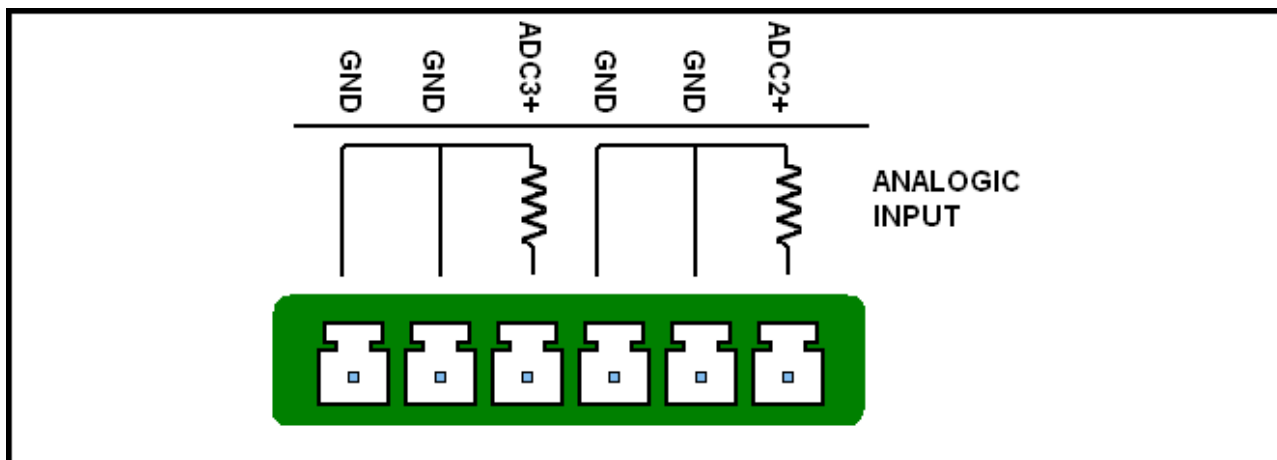 GND
GND
ADC3+
GND
GND
ADC2+
ANALOGIC
INPUT